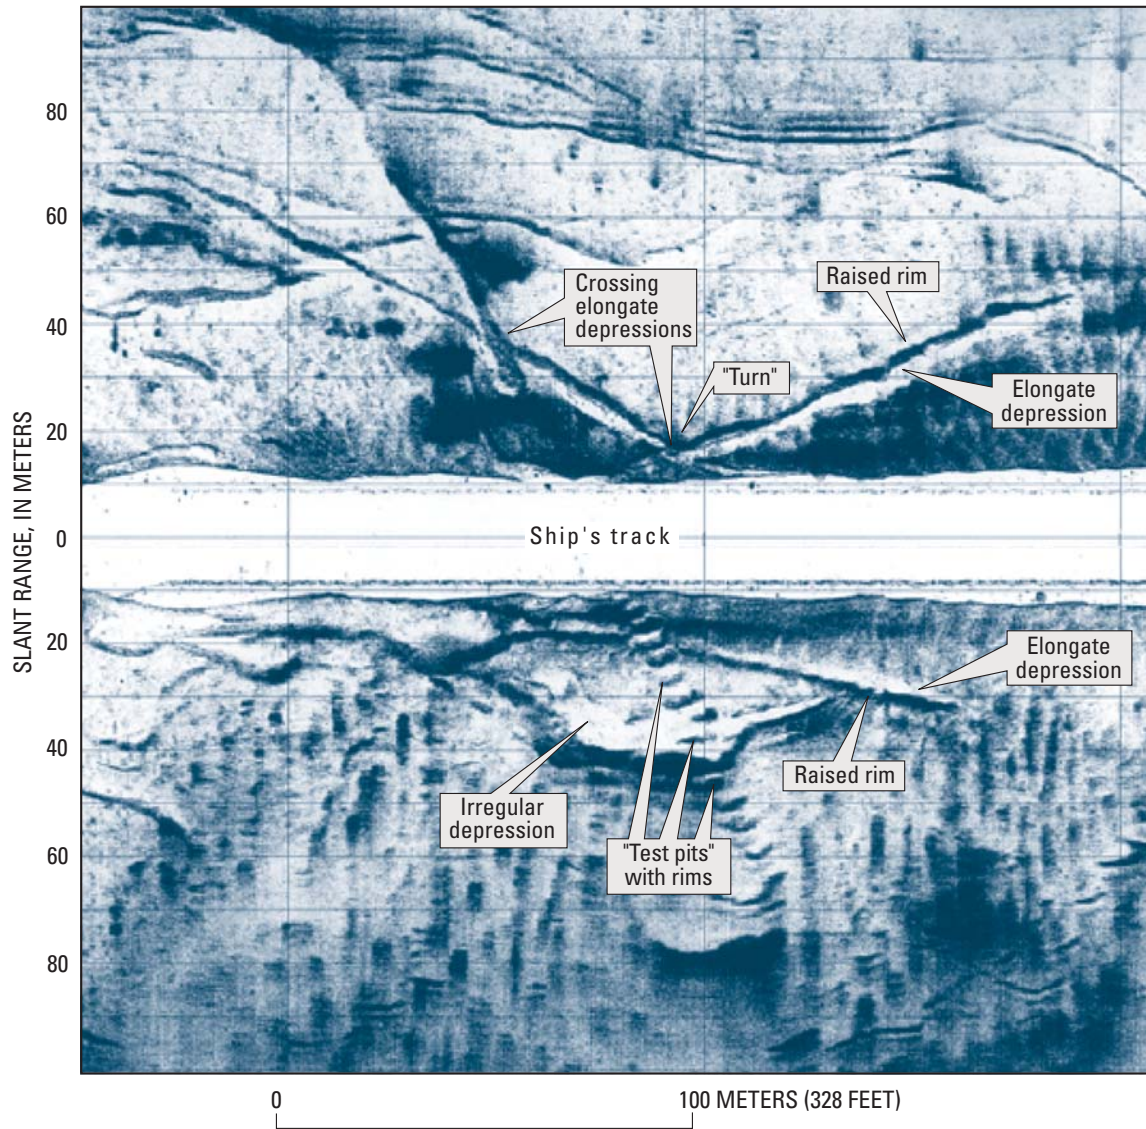 80
60
Crossing
elongate
depressions
Raised rim
40
"Turn"
Elongate
depression
20
SLANT RANGE, IN METERS
0
Ship's track
20
Elongate
depression
40
Raised rim
Irregular
depression
"Test pits"
with rims
60
80
0
100 METERS (328 FEET)